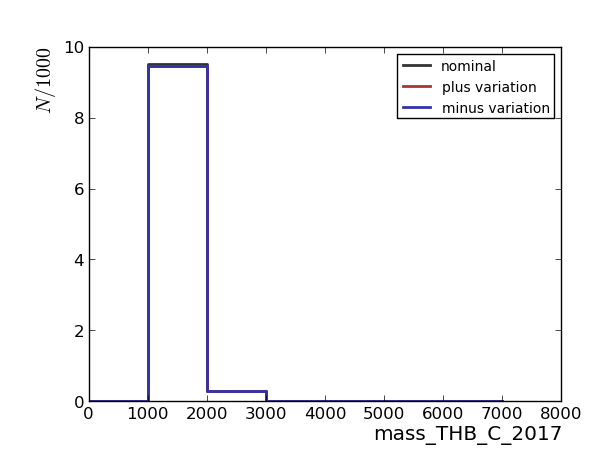 10
8
6
4
2
0
N/1000
nominal
plus variation
minus variation
0 1000 2000 3000 4000 5000 6000 7000 8000
mass_THB_C_2017